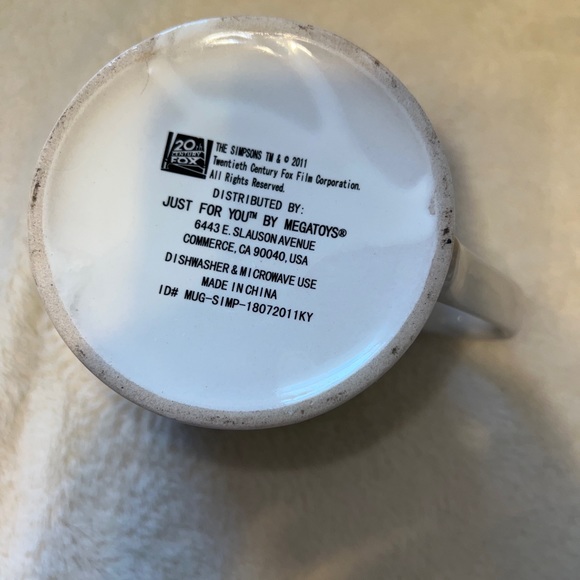 20th
CENTURY
FOX
THE SIMPSONS TM & © 2011
Twentieth Century Fox Film Corporation.
All Rights Reserved.
DISTRIBUTED BY:
JUST FOR YOU™ BY MEGATOYS®
6443 E. SLAUSON AVENUE
COMMERCE, CA 90040, USA
DISHWASHER & MICROWAVE USE
MADE IN CHINA
ID# MUG-SIMP-18072011KY